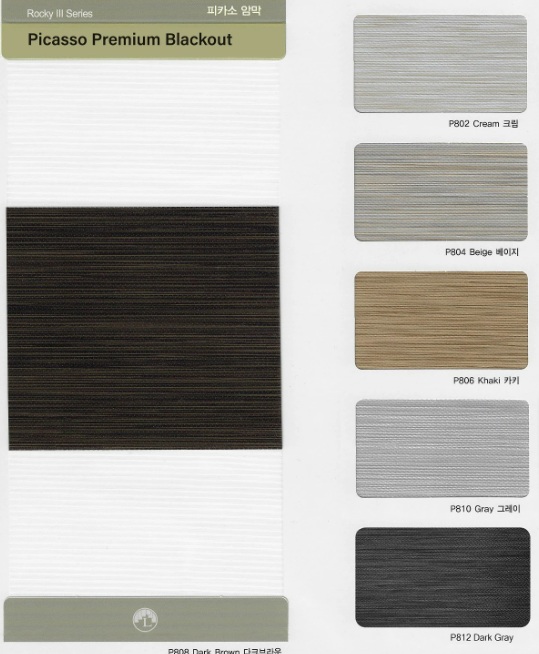 Rocky III Series
피카소 암막
Picasso Premium Blackout
P802 Cream 크림
P804 Beige 베이지
P806 Khaki 카키
P810 Gray 그레이
P812 Dark Gray
P808 Dark Brown 다크브라운